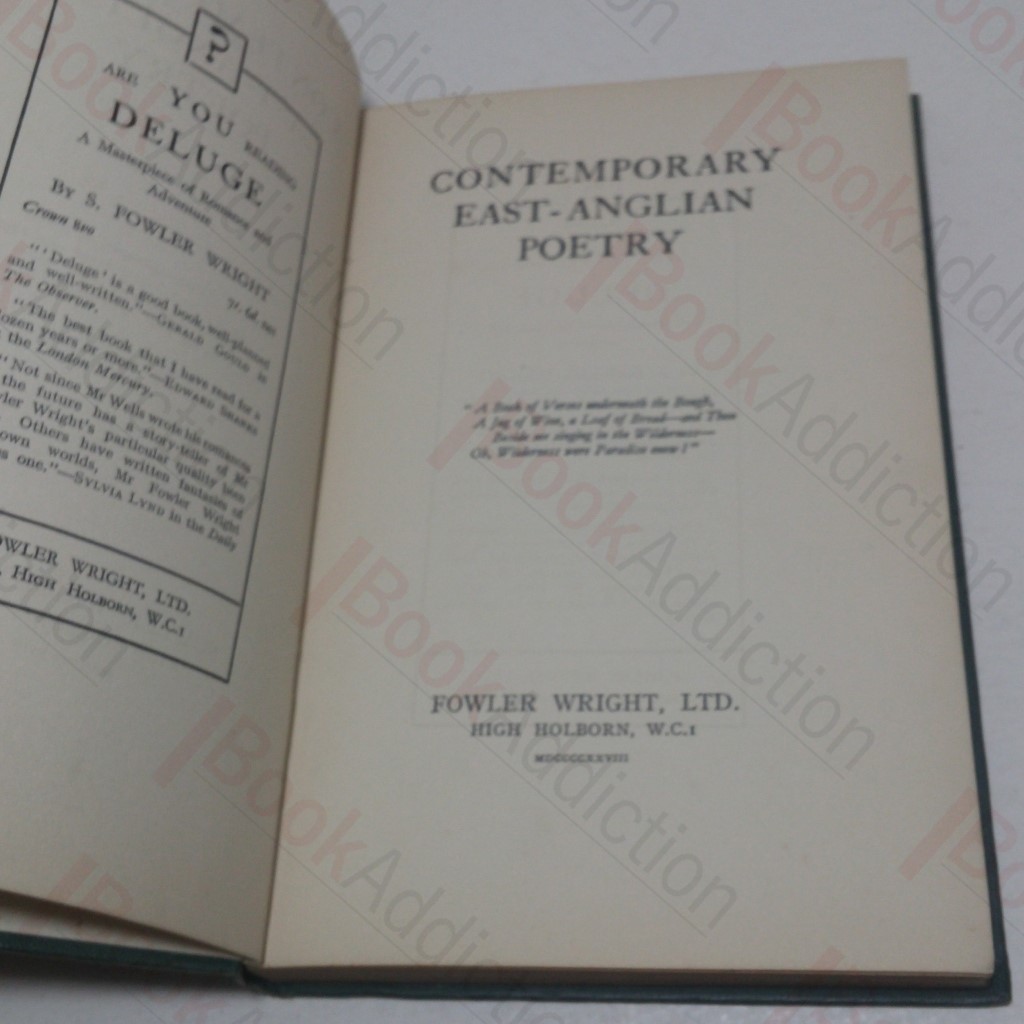 ?
ARE YOU READING
DELUGE
A Masterpiece of Romance and
Adventure
By S. FOWLER WRIGHT
Crown 8vo 7s. 6d. net
"'Deluge' is a good book, well-planned
and well-written."—GERALD GOULD in
The Observer.
"The best book that I have read for a
dozen years or more."—EDWARD SHANKS
the London Mercury.
"Not since Mr Wells wrote his romances
the future has a story-teller of Mr
wler Wright's particular quality been
Others have written fantasies of
own worlds, Mr Fowler Wright
s one,"—SYLVIA LYND in the Daily
OWLER WRIGHT, LTD.
HIGH HOLBORN, W.C.1
CONTEMPORARY
EAST-ANGLIAN
POETRY
"A Book of Verses underneath the Bough,
A Jug of Wine, a Loaf of Bread—and Thou
Beside me singing in the Wilderness—
Oh, Wilderness were Paradise enow!"
FOWLER WRIGHT, LTD.
HIGH HOLBORN, W.C.1
MDCCCCXXVIII
BookAddiction